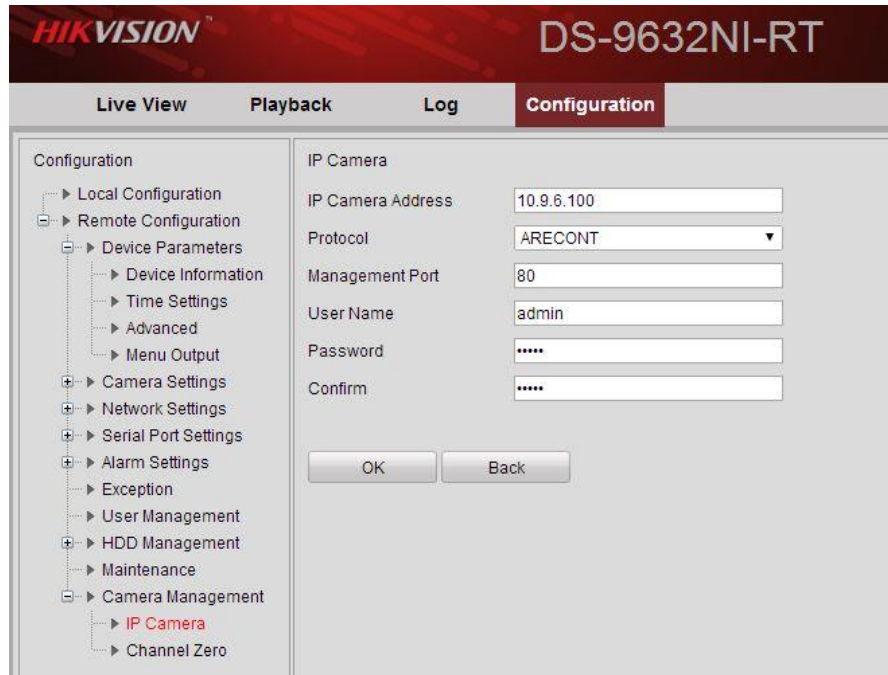 HIKVISION™ DS-9632NI-RT
Live View Playback Log Configuration
Configuration
Local Configuration
Remote Configuration
Device Parameters
Device Information
Time Settings
Advanced
Menu Output
Camera Settings
Network Settings
Serial Port Settings
Alarm Settings
Exception
User Management
HDD Management
Maintenance
Camera Management
IP Camera
Channel Zero
IP Camera
IP Camera Address 10.9.6.100
Protocol ARECONT
Management Port 80
User Name admin
Password •••••
Confirm •••••
OK Back